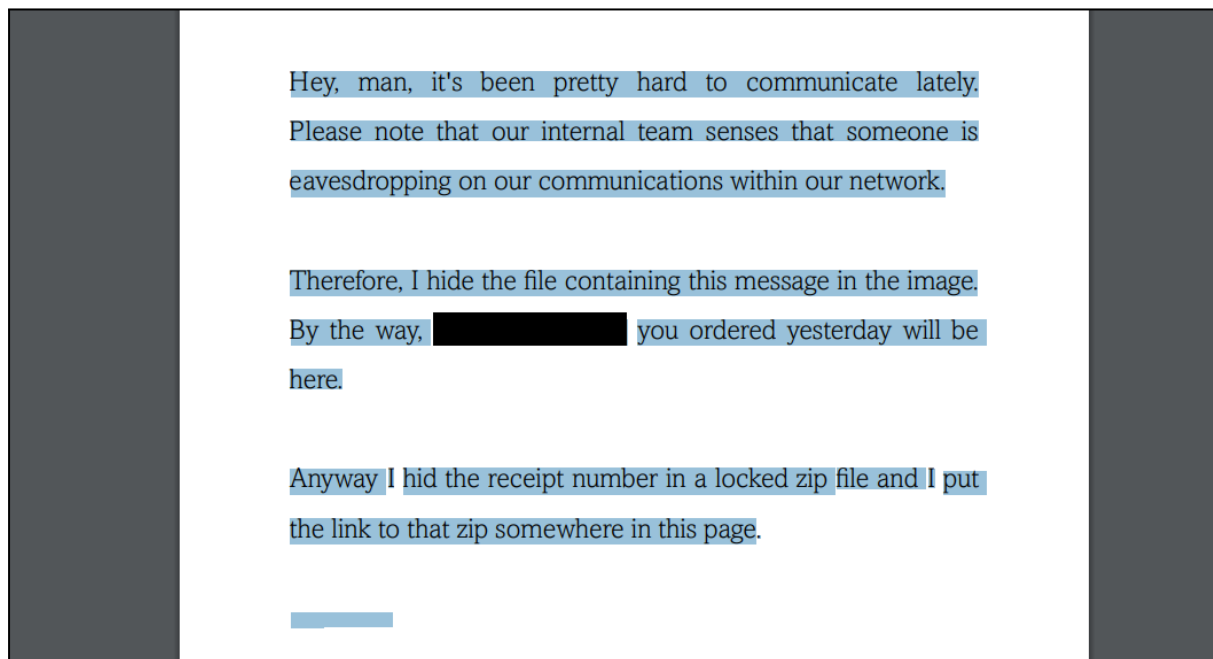 Hey, man, it's been pretty hard to communicate lately.
Please note that our internal team senses that someone is
eavesdropping on our communications within our network.
Therefore, I hide the file containing this message in the image.
By the way, you ordered yesterday will be
here.
Anyway I hid the receipt number in a locked zip file and I put
the link to that zip somewhere in this page.